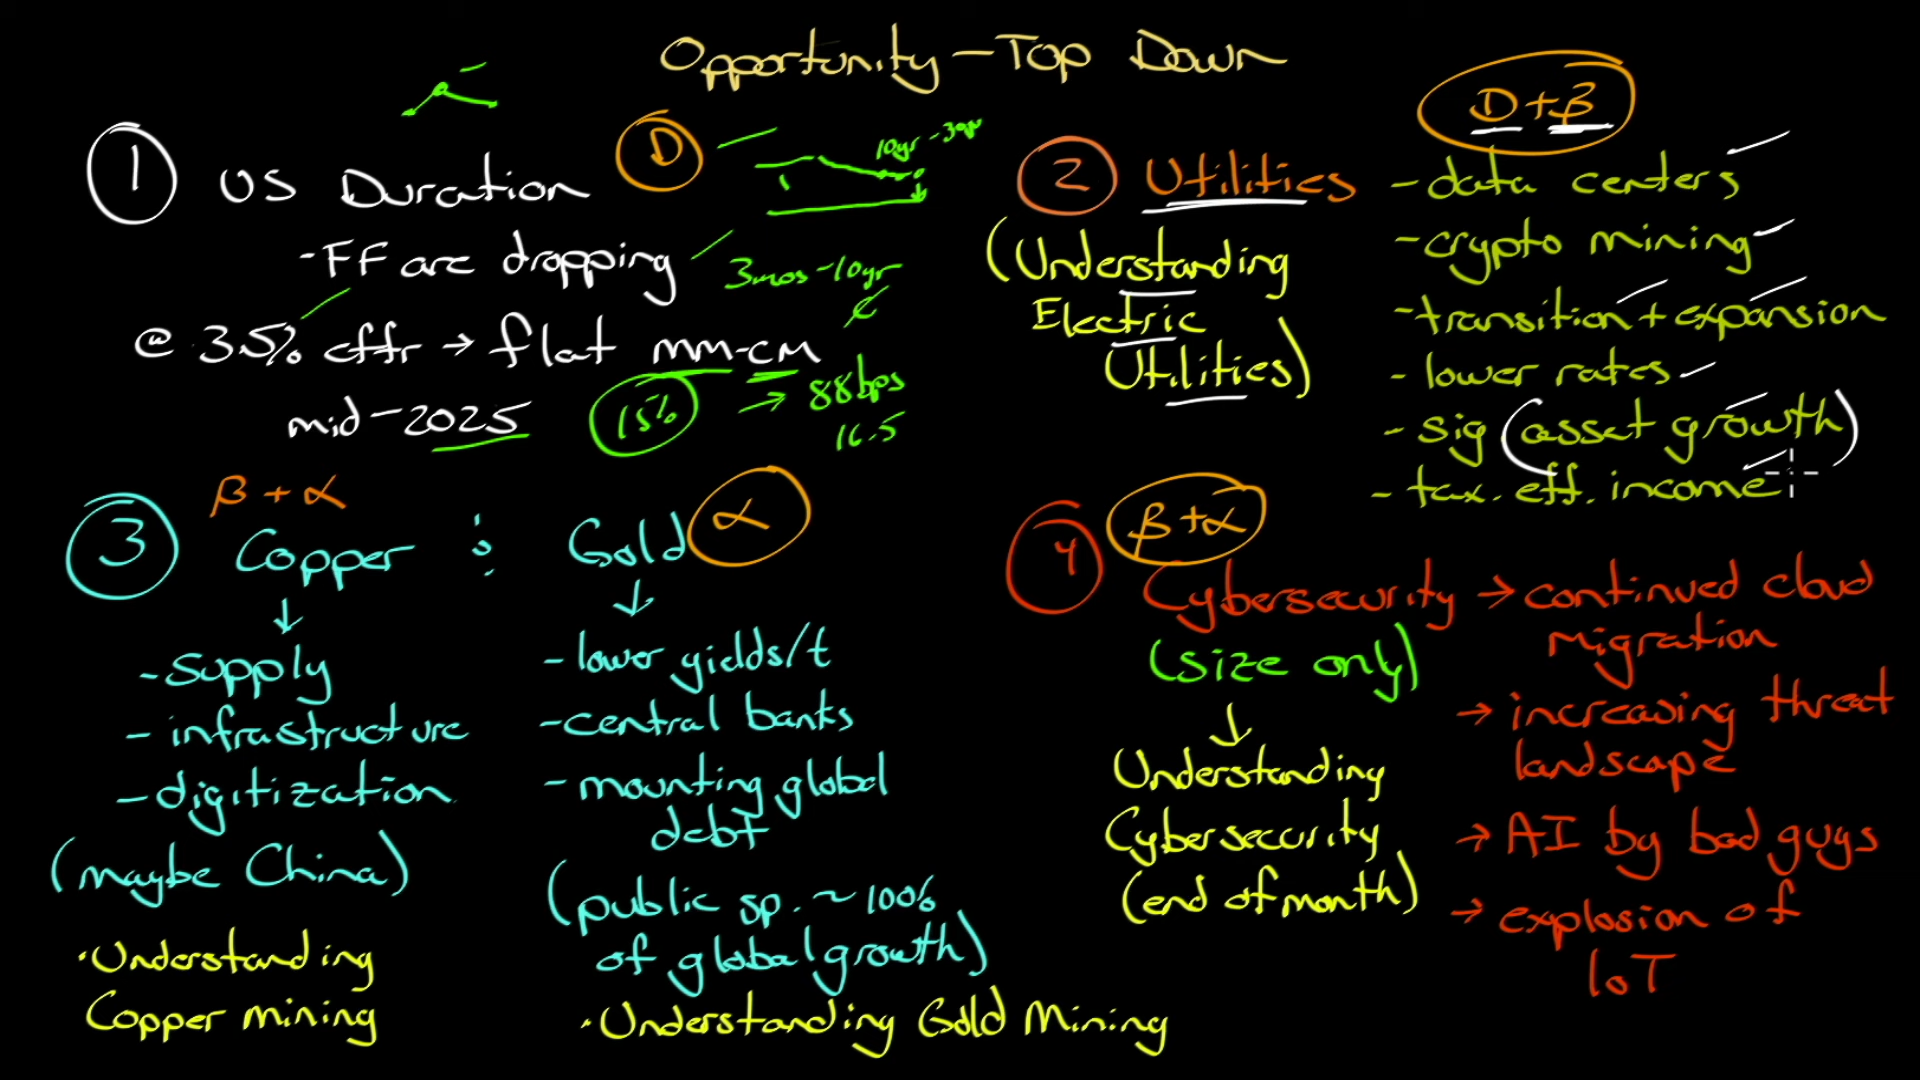 Opportunity - Top Down
1 US Duration D
10yr - 30yr
- FF are dropping
3mos - 10yr
@ 3.5% effr → flat mm-cm
mid-2025 15% → 88bps
16.5
2 Utilities
(Understanding
Electric
Utilities)
D + β
- data centers
- crypto mining
- transition + expansion
- lower rates
- sig (asset growth)
- tax. eff. income
3 β + α
Copper :
↓
- supply
- infrastructure
- digitization
(maybe China)
· Understanding
Copper mining
Gold α
↓
- lower yields/t
- central banks
- mounting global
debt
(public sp. ~ 100%
of global growth)
· Understanding Gold Mining
4 β + α
Cybersecurity → continued cloud
migration
(size only)
↓
Understanding
Cybersecurity
(end of month)
→ increasing threat
landscape
→ AI by bad guys
→ explosion of
IoT